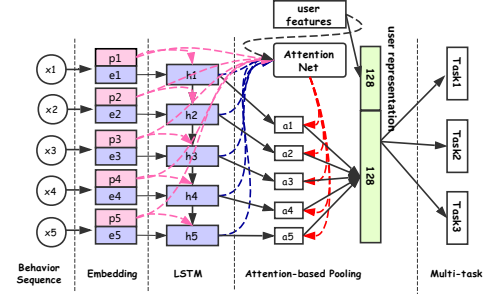 user
features
Attention
Net
user representation
128
128
x1
p1
e1
h1
x2
p2
e2
h2
x3
p3
e3
h3
x4
p4
e4
h4
x5
p5
e5
h5
a1
a2
a3
a4
a5
Task1
Task2
Task3
Behavior
Sequence
Embedding
LSTM
Attention-based Pooling
Multi-task